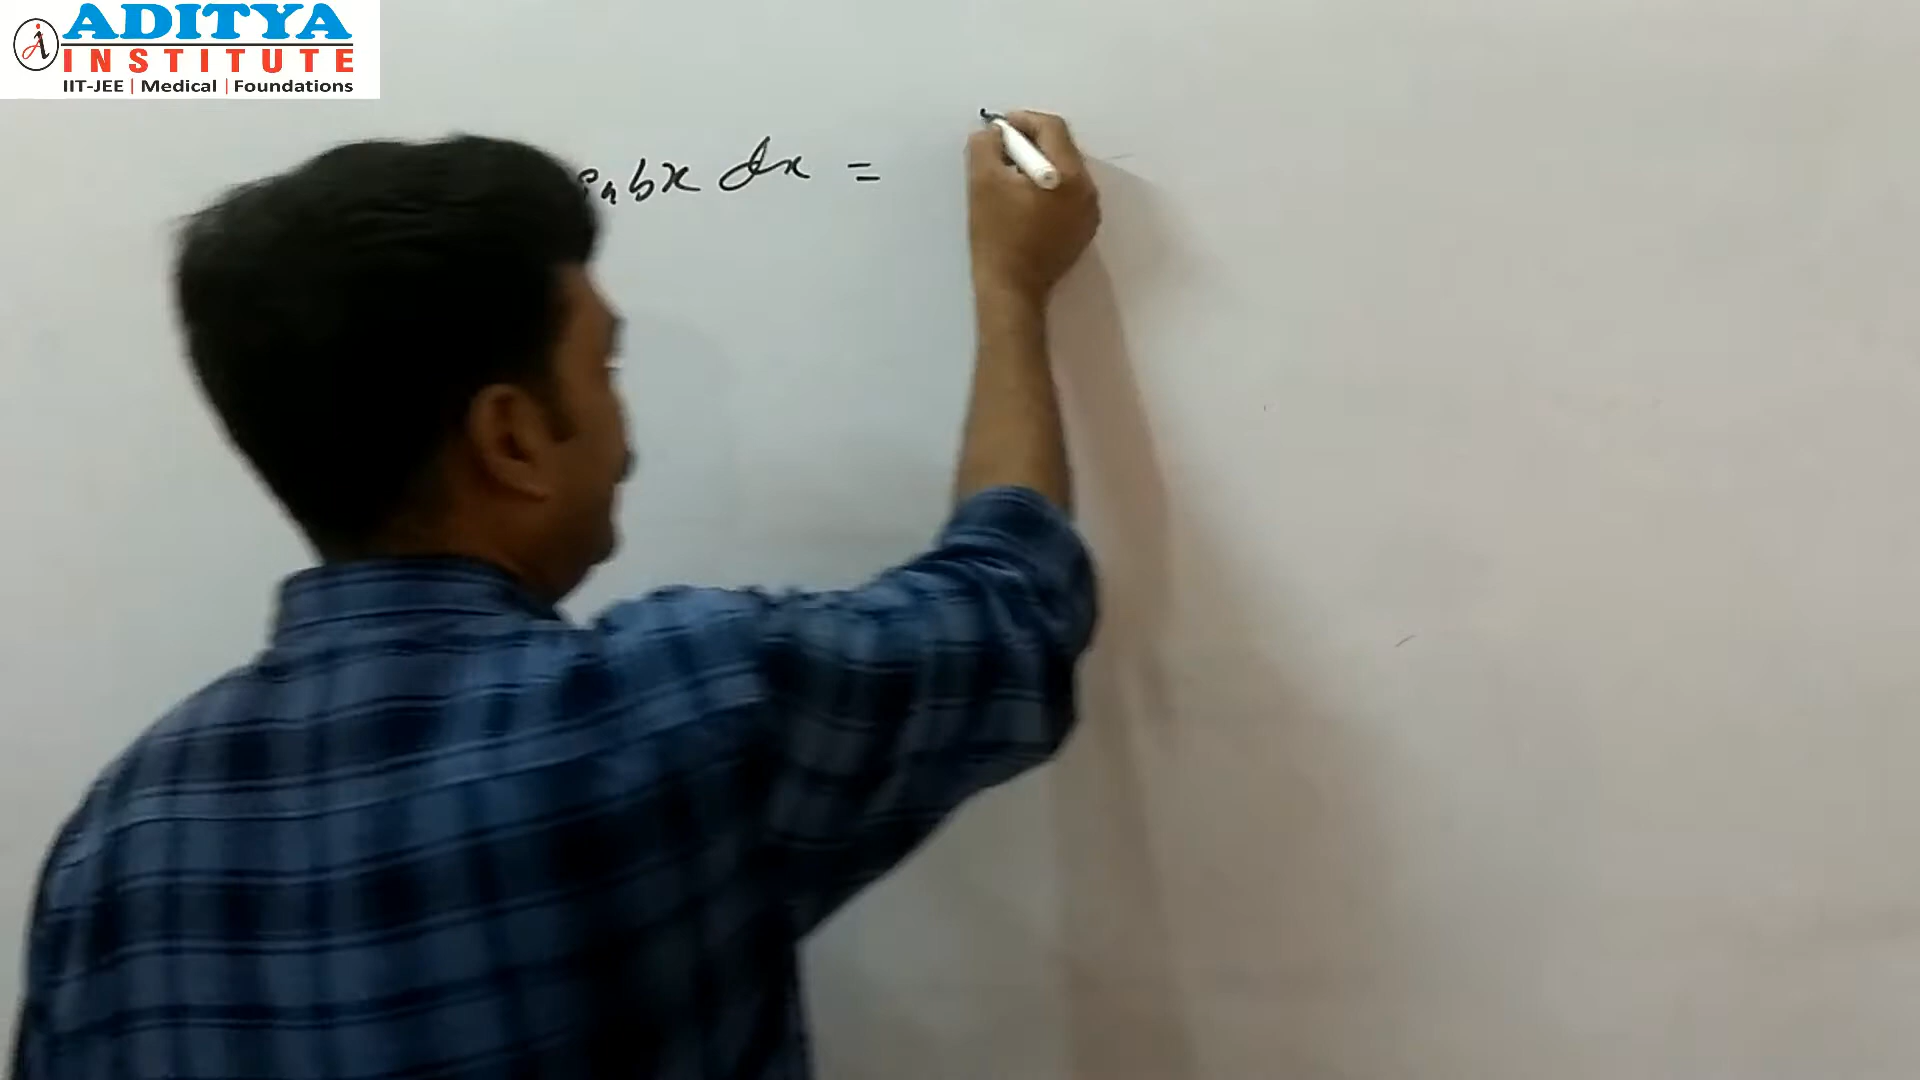 ADITYA
INSTITUTE
IIT-JEE | Medical | Foundations
bx dx =